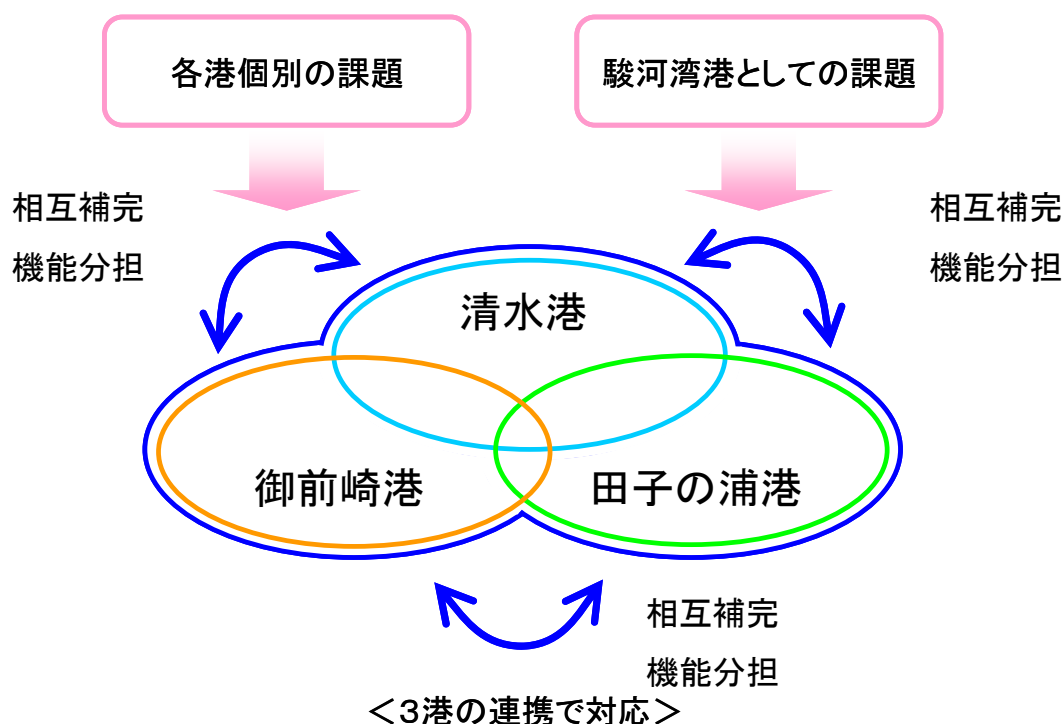 各港個別の課題
駿河湾港としての課題
相互補完
機能分担
相互補完
機能分担
清水港
御前崎港
田子の浦港
相互補完
機能分担
＜3港の連携で対応＞